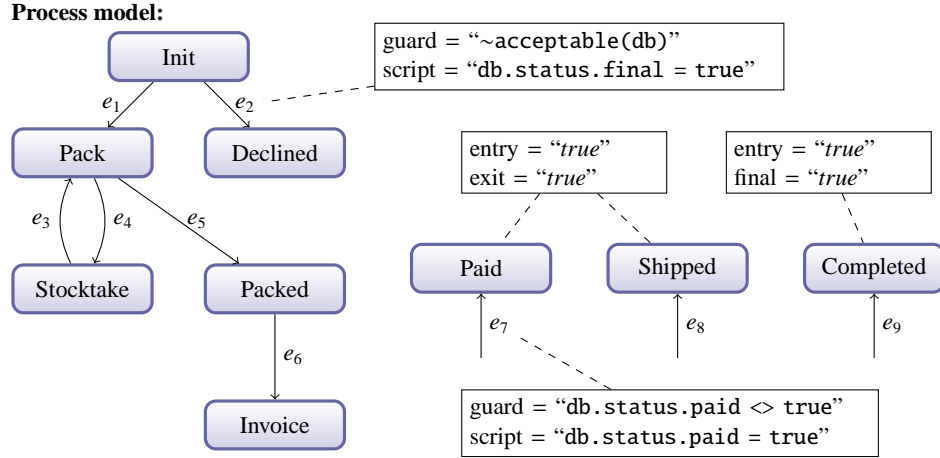 Process model:
Init
guard = “~acceptable(db)”
script = “db.status.final = true”
e1
e2
Pack
Declined
entry = “true”
exit = “true”
entry = “true”
final = “true”
e3
e4
e5
Stocktake
Packed
Paid
Shipped
Completed
e7
e8
e9
e6
guard = “db.status.paid <> true”
script = “db.status.paid = true”
Invoice